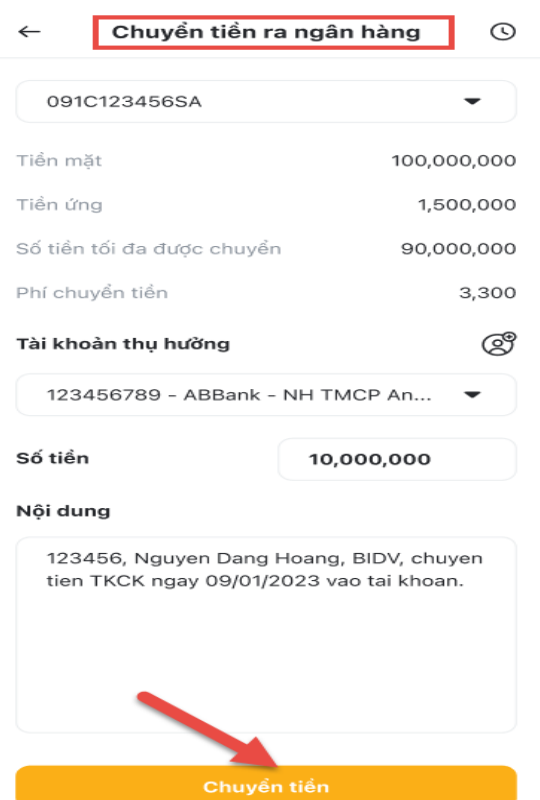 Chuyển tiền ra ngân hàng
091C123456SA
Tiền mặt 100,000,000
Tiền ứng 1,500,000
Số tiền tối đa được chuyển 90,000,000
Phí chuyển tiền 3,300
Tài khoản thụ hưởng
123456789 - ABBank - NH TMCP An...
Số tiền 10,000,000
Nội dung
123456, Nguyen Dang Hoang, BIDV, chuyen
tien TKCK ngay 09/01/2023 vao tai khoan.
Chuyển tiền